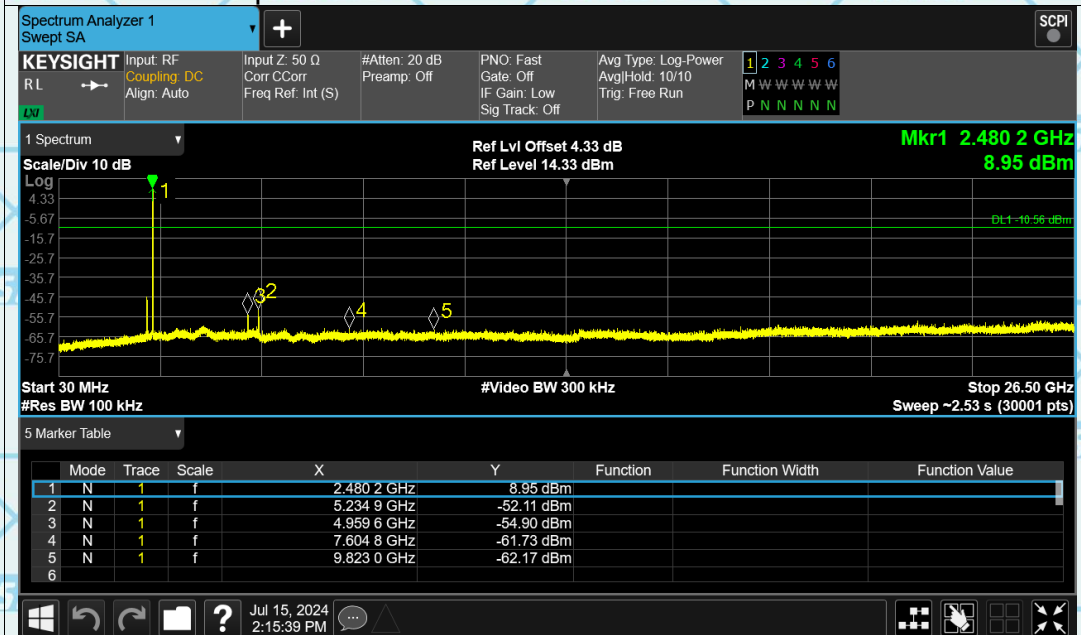 Spectrum Analyzer 1
Swept SA
+
SCPI
KEYSIGHT
R L
LXI
Input: RF
Coupling: DC
Align: Auto
Input Z: 50 Ω
Corr CCorr
Freq Ref: Int (S)
#Atten: 20 dB
Preamp: Off
PNO: Fast
Gate: Off
IF Gain: Low
Sig Track: Off
Avg Type: Log-Power
Avg|Hold: 10/10
Trig: Free Run
1 2 3 4 5 6
M W W W W W
P N N N N N
1 Spectrum
Scale/Div 10 dB
Ref Lvl Offset 4.33 dB
Ref Level 14.33 dBm
Mkr1 2.480 2 GHz
8.95 dBm
Log
1
4.33
-5.67
DL1 -10.56 dBm
-15.7
-25.7
-35.7
3 2
-45.7
4
5
-55.7
-65.7
-75.7
Start 30 MHz
#Video BW 300 kHz
Stop 26.50 GHz
#Res BW 100 kHz
Sweep ~2.53 s (30001 pts)
5 Marker Table
Mode Trace Scale X Y Function Function Width Function Value
1 N 1 f 2.480 2 GHz 8.95 dBm
2 N 1 f 5.234 9 GHz -52.11 dBm
3 N 1 f 4.959 6 GHz -54.90 dBm
4 N 1 f 7.604 8 GHz -61.73 dBm
5 N 1 f 9.823 0 GHz -62.17 dBm
6
?
Jul 15, 2024
2:15:39 PM